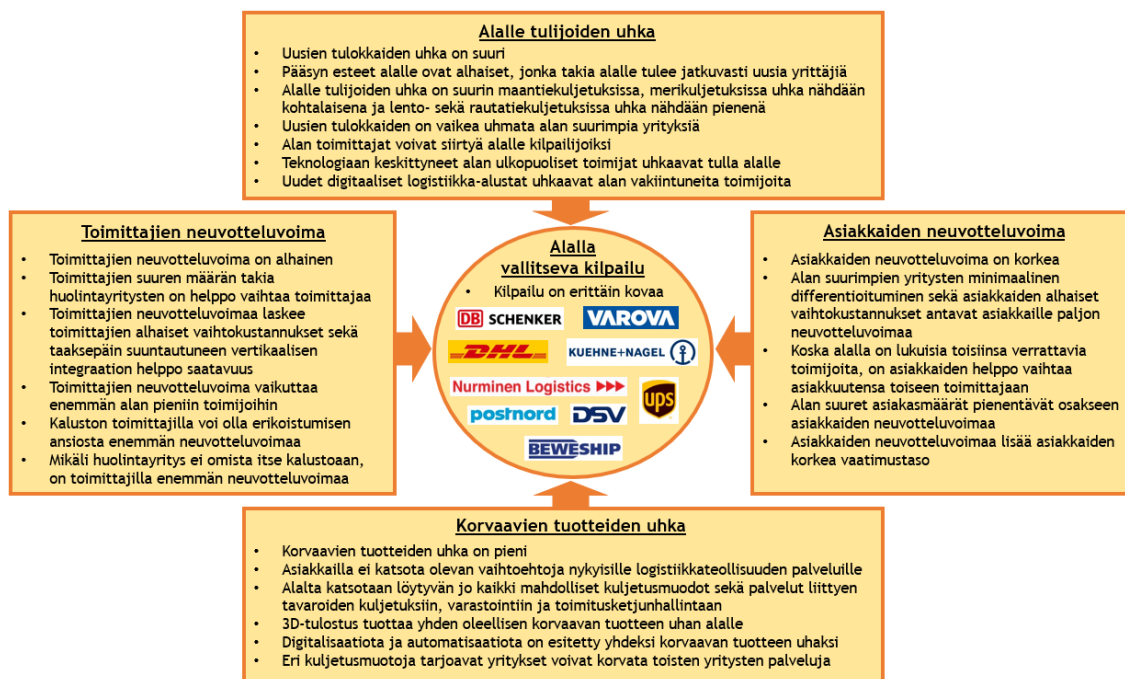 Alalle tulijoiden uhka
• Uusien tulokkaiden uhka on suuri
• Pääsyn esteet alalle ovat alhaiset, jonka takia alalle tulee jatkuvasti uusia yrittäjiä
• Alalle tulijoiden uhka on suurin maantiekuljetuksissa, merikuljetuksissa uhka nähdään
kohtalaisena ja lento- sekä rautatiekuljetuksissa uhka nähdään pienenä
• Uusien tulokkaiden on vaikea uhmata alan suurimpia yrityksiä
• Alan toimittajat voivat siirtyä alalle kilpailijoiksi
• Teknologiaan keskittyneet alan ulkopuoliset toimijat uhkaavat tulla alalle
• Uudet digitaaliset logistiikka-alustat uhkaavat alan vakiintuneita toimijoita
Toimittajien neuvotteluvoima
• Toimittajien neuvotteluvoima on alhainen
• Toimittajien suuren määrän takia
huolintayritysten on helppo vaihtaa toimittajaa
• Toimittajien neuvotteluvoimaa laskee
toimittajien alhaiset vaihtokustannukset sekä
taaksepäin suuntautuneen vertikaalisen
integraation helppo saatavuus
• Toimittajien neuvotteluvoima vaikuttaa
enemmän alan pieniin toimijoihin
• Kaluston toimittajilla voi olla erikoistumisen
ansiosta enemmän neuvotteluvoimaa
• Mikäli huolintayritys ei omista itse kalustoaan,
on toimittajilla enemmän neuvotteluvoimaa
Alalla
vallitseva kilpailu
• Kilpailu on erittäin kovaa
DB SCHENKER
VAROVA
DHL
KUEHNE+NAGEL
Nurminen Logistics
ups
postnord
DSV
BEWESHIP
Asiakkaiden neuvotteluvoima
• Asiakkaiden neuvotteluvoima on korkea
• Alan suurimpien yritysten minimaalinen
differentioituminen sekä asiakkaiden alhaiset
vaihtokustannukset antavat asiakkaille paljon
neuvotteluvoimaa
• Koska alalla on lukuisia toisiinsa verrattavia
toimijoita, on asiakkaiden helppo vaihtaa
asiakkuutensa toiseen toimittajaan
• Alan suuret asiakasmäärät pienentävät osakseen
asiakkaiden neuvotteluvoimaa
• Asiakkaiden neuvotteluvoimaa lisää asiakkaiden
korkea vaatimustaso
Korvaavien tuotteiden uhka
• Korvaavien tuotteiden uhka on pieni
• Asiakkailla ei katsota olevan vaihtoehtoja nykyisille logistiikkateollisuuden palveluille
• Alalta katsotaan löytyvän jo kaikki mahdolliset kuljetusmuodot sekä palvelut liittyen
tavaroiden kuljetuksiin, varastointiin ja toimitusketjunhallintaan
• 3D-tulostus tuottaa yhden oleellisen korvaavan tuotteen uhan alalle
• Digitalisaatiota ja automatisaatiota on esitetty yhdeksi korvaavan tuotteen uhaksi
• Eri kuljetusmuotoja tarjoavat yritykset voivat korvata toisten yritysten palveluja